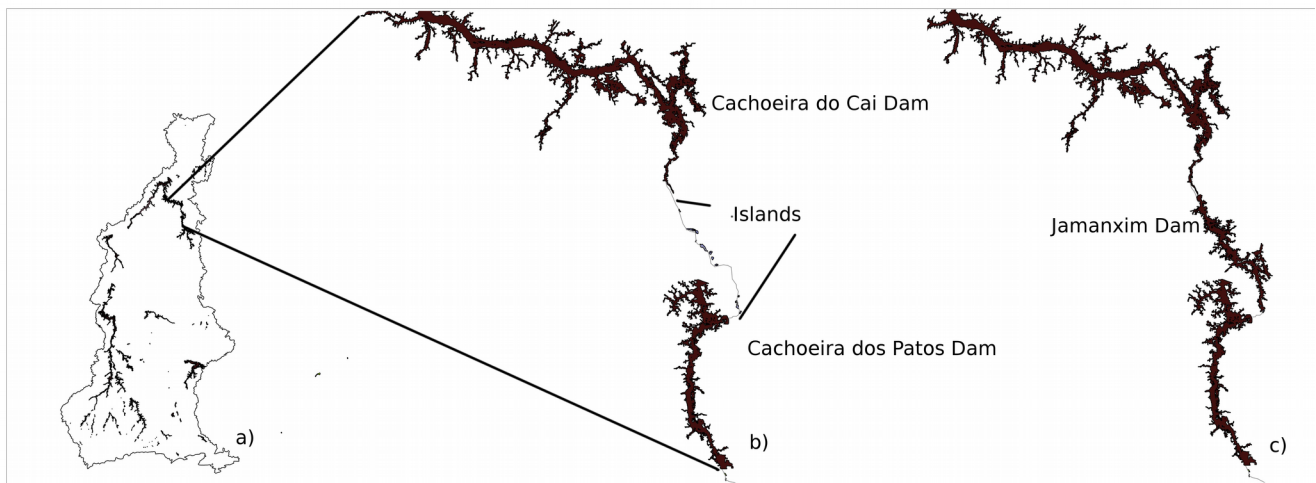 Cachoeira do Cai Dam
Islands
Jamanxim Dam
Cachoeira dos Patos Dam
a)
b)
c)